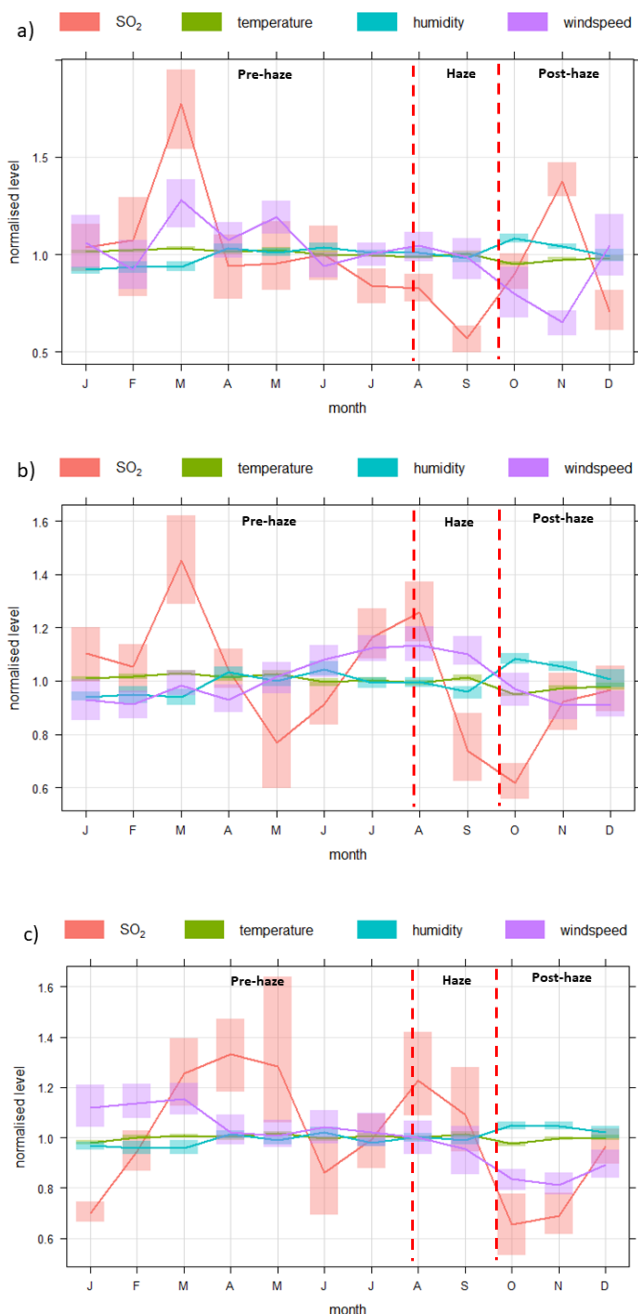 a)
SO₂ temperature humidity windspeed
Pre-haze Haze Post-haze
1.5
1.0
0.5
normalised level
J F M A M J J A S O N D
month
b)
SO₂ temperature humidity windspeed
Pre-haze Haze Post-haze
1.6
1.4
1.2
1.0
0.8
0.6
normalised level
J F M A M J J A S O N D
month
c)
SO₂ temperature humidity windspeed
Pre-haze Haze Post-haze
1.6
1.4
1.2
1.0
0.8
0.6
normalised level
J F M A M J J A S O N D
month